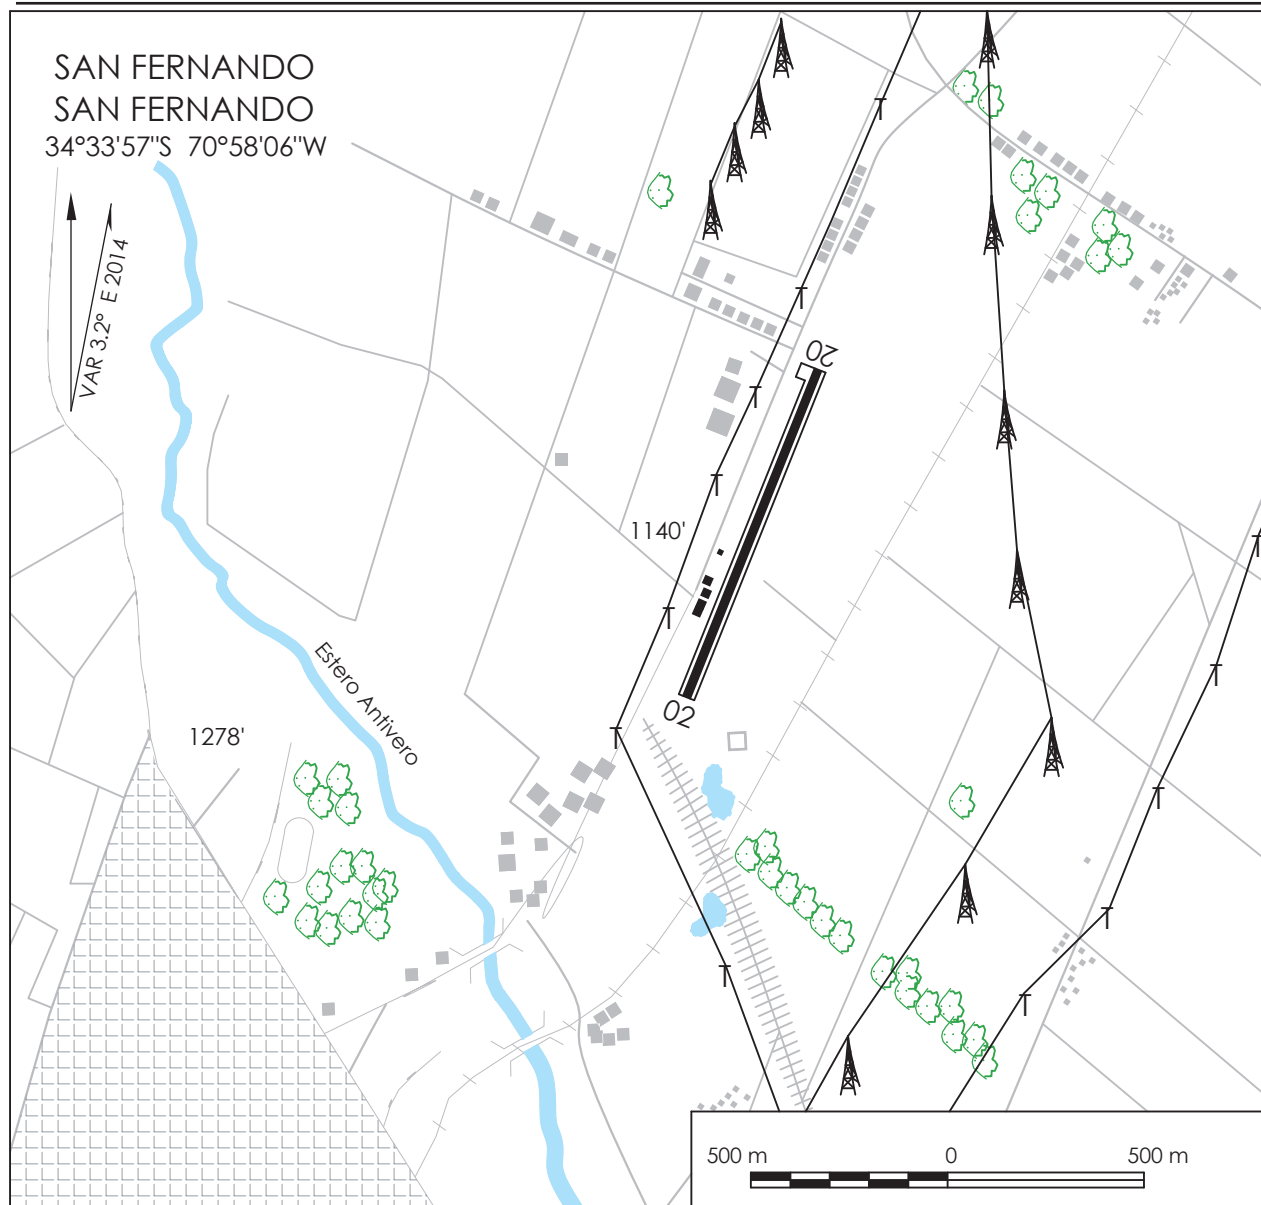 SAN FERNANDO
SAN FERNANDO
34°33'57"S 70°58'06"W
VAR 3.2° E 2014
20
1140'
02
Estero Antivero
1278'
500 m 0 500 m